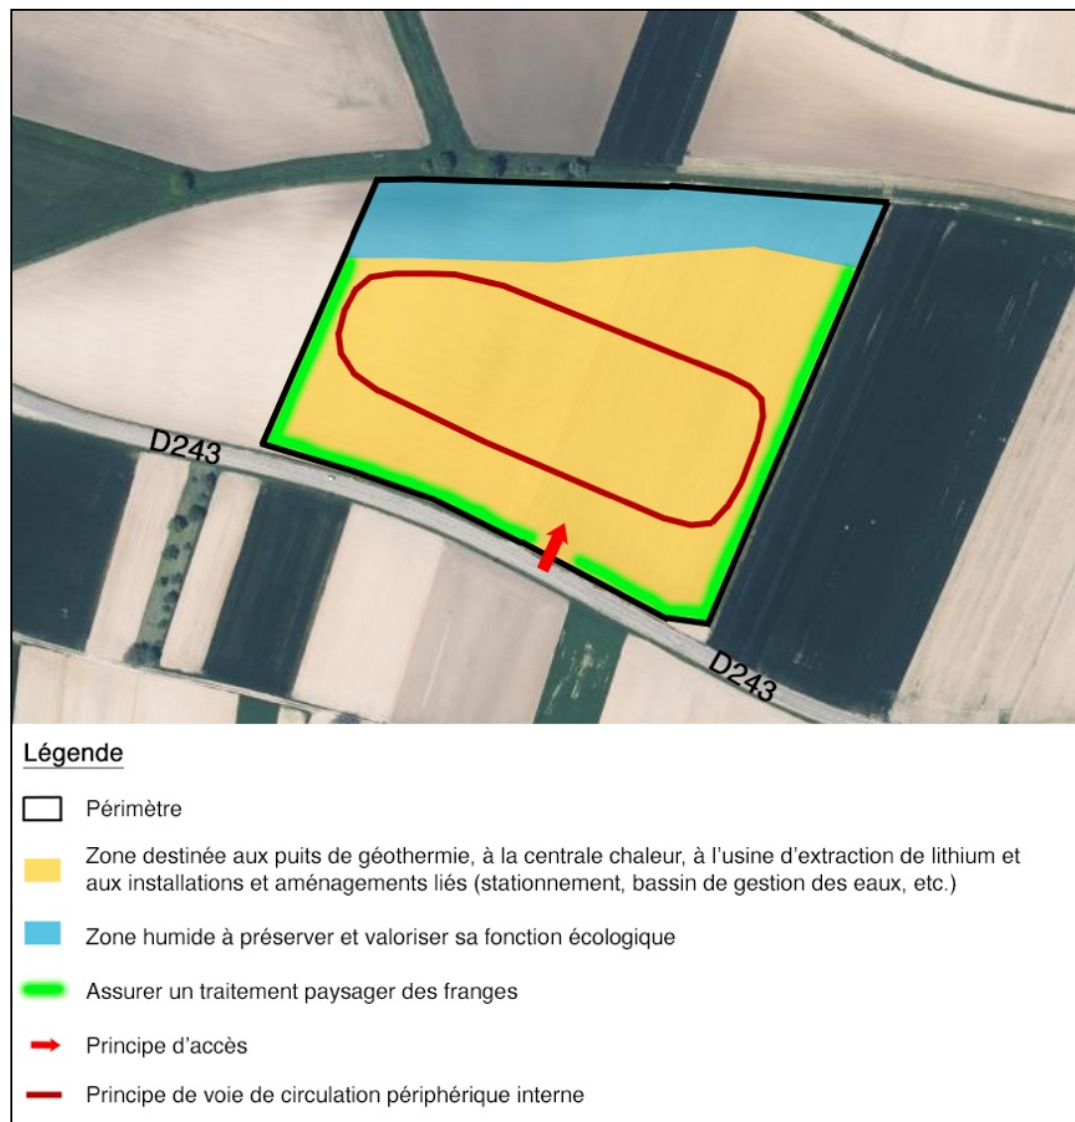 D243
D243
Légende
Périmètre
Zone destinée aux puits de géothermie, à la centrale chaleur, à l'usine d'extraction de lithium et
aux installations et aménagements liés (stationnement, bassin de gestion des eaux, etc.)
Zone humide à préserver et valoriser sa fonction écologique
Assurer un traitement paysager des franges
Principe d'accès
Principe de voie de circulation périphérique interne